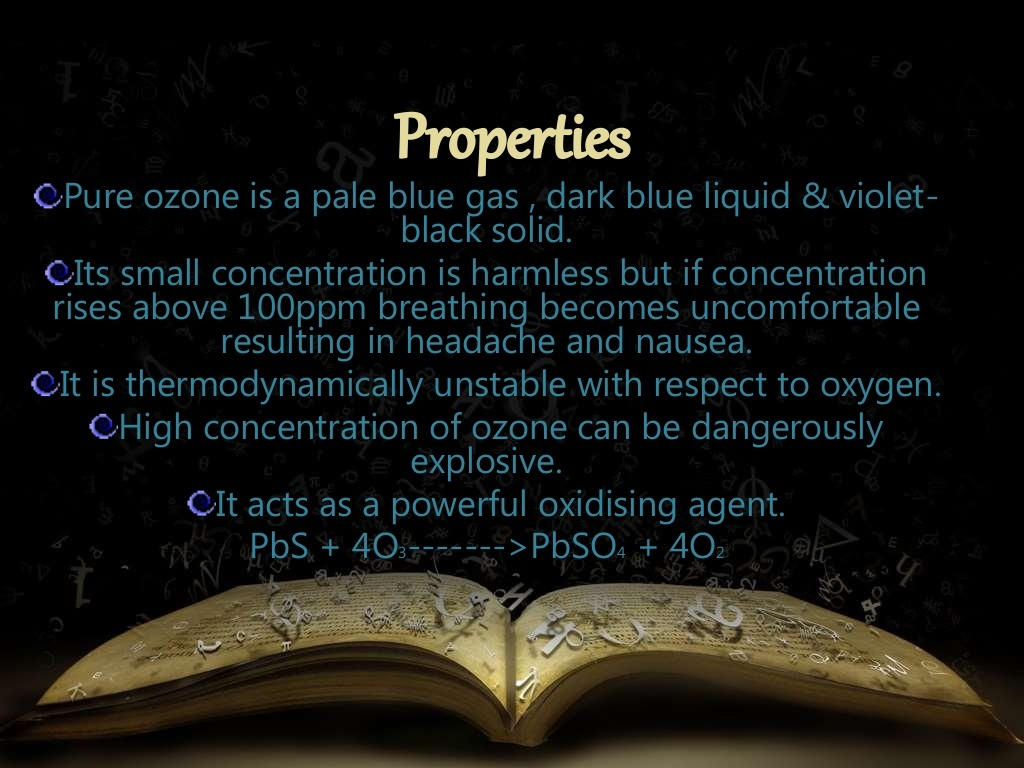 Properties
Pure ozone is a pale blue gas , dark blue liquid & violet-
black solid.
Its small concentration is harmless but if concentration
rises above 100ppm breathing becomes uncomfortable
resulting in headache and nausea.
It is thermodynamically unstable with respect to oxygen.
High concentration of ozone can be dangerously
explosive.
It acts as a powerful oxidising agent.
PbS + 4O₃------->PbSO₄ + 4O₂